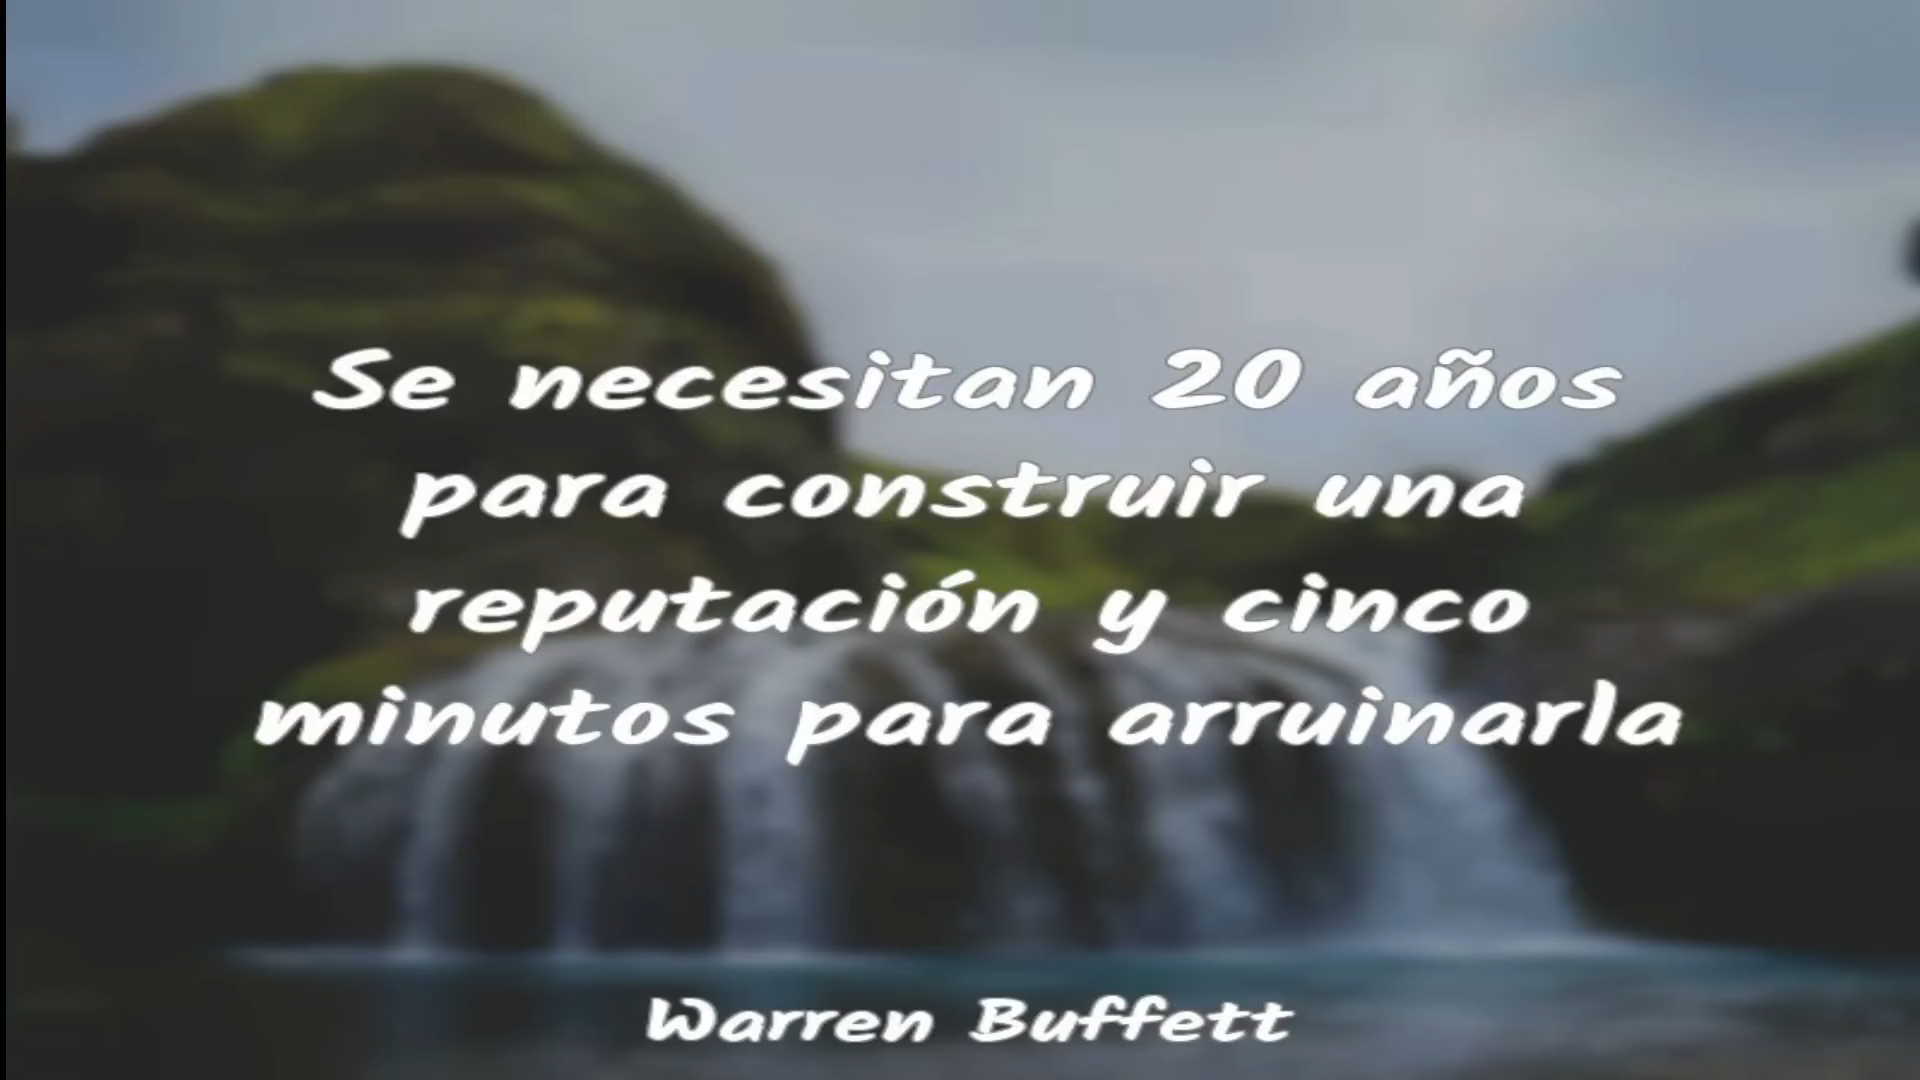 Se necesitan 20 años
para construir una
reputación y cinco
minutos para arruinarla
Warren Buffett